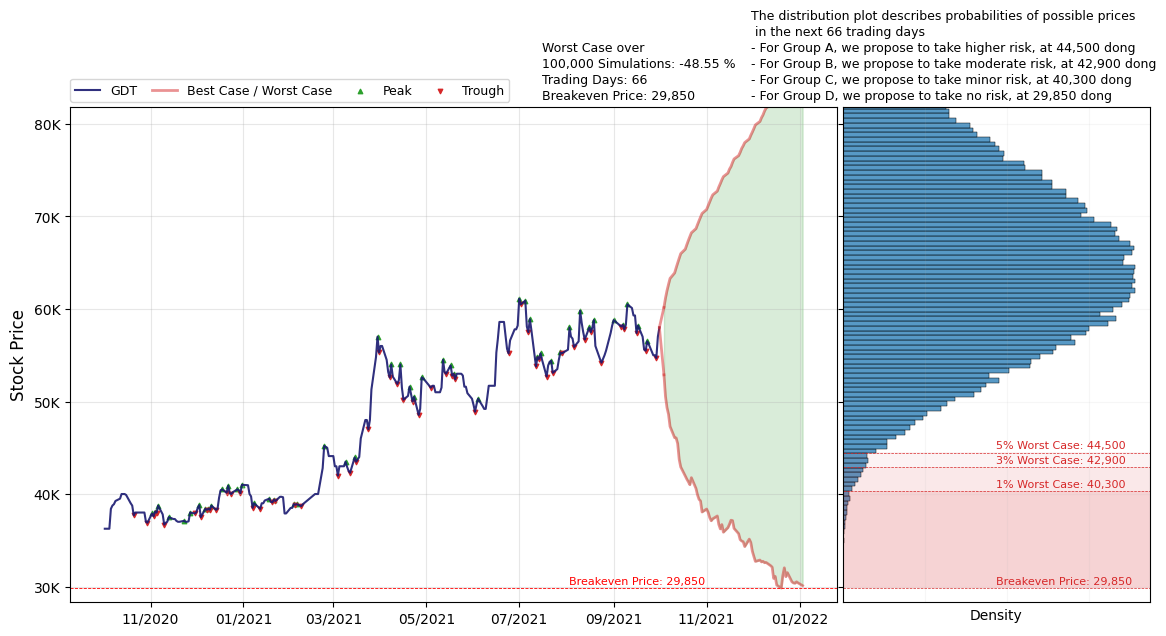 The distribution plot describes probabilities of possible prices
in the next 66 trading days
- For Group A, we propose to take higher risk, at 44,500 dong
- For Group B, we propose to take moderate risk, at 42,900 dong
- For Group C, we propose to take minor risk, at 40,300 dong
- For Group D, we propose to take no risk, at 29,850 dong
Worst Case over
100,000 Simulations: -48.55 %
Trading Days: 66
Breakeven Price: 29,850
GDT
Best Case / Worst Case
Peak
Trough
Stock Price
80K
70K
60K
50K
40K
30K
Breakeven Price: 29,850
11/2020
01/2021
03/2021
05/2021
07/2021
09/2021
11/2021
01/2022
5% Worst Case: 44,500
3% Worst Case: 42,900
1% Worst Case: 40,300
Breakeven Price: 29,850
Density